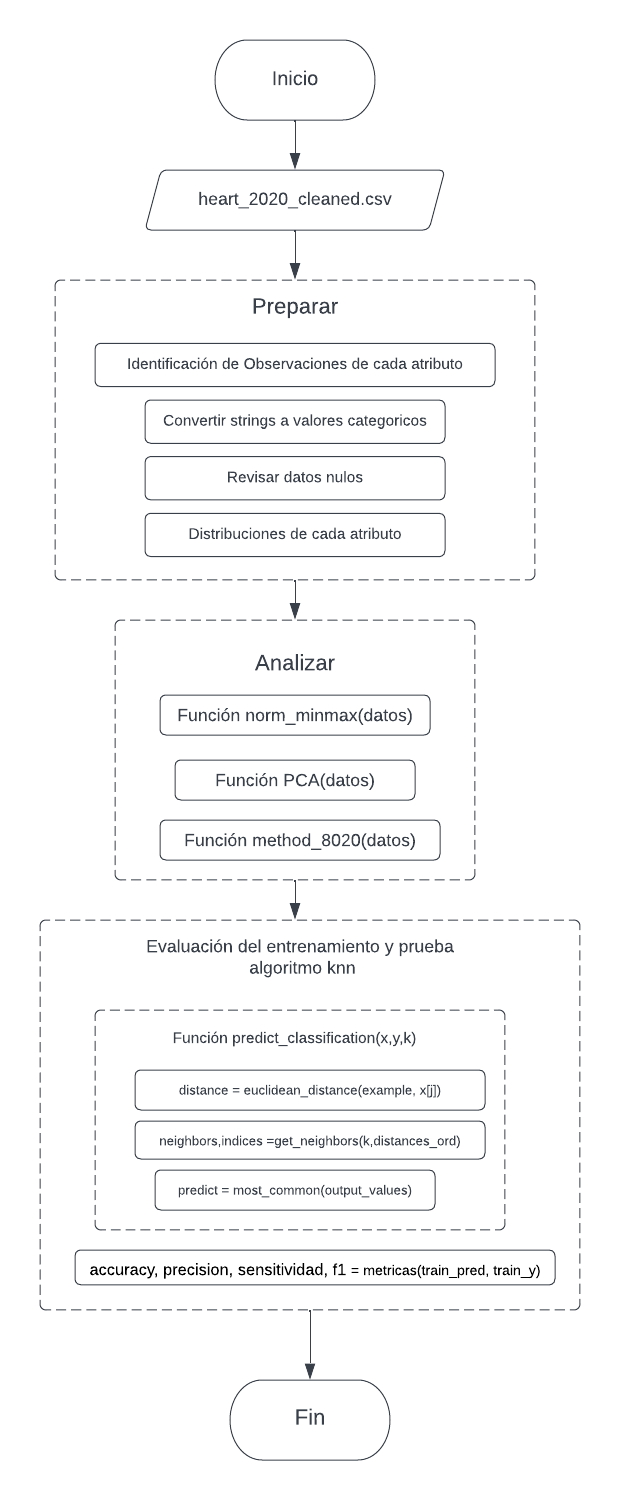 Inicio
heart_2020_cleaned.csv
Preparar
Identificación de Observaciones de cada atributo
Convertir strings a valores categoricos
Revisar datos nulos
Distribuciones de cada atributo
Analizar
Función norm_minmax(datos)
Función PCA(datos)
Función method_8020(datos)
Evaluación del entrenamiento y prueba
algoritmo knn
Función predict_classification(x,y,k)
distance = euclidean_distance(example, x[j])
neighbors,indices =get_neighbors(k,distances_ord)
predict = most_common(output_values)
accuracy, precision, sensitividad, f1 = metricas(train_pred, train_y)
Fin